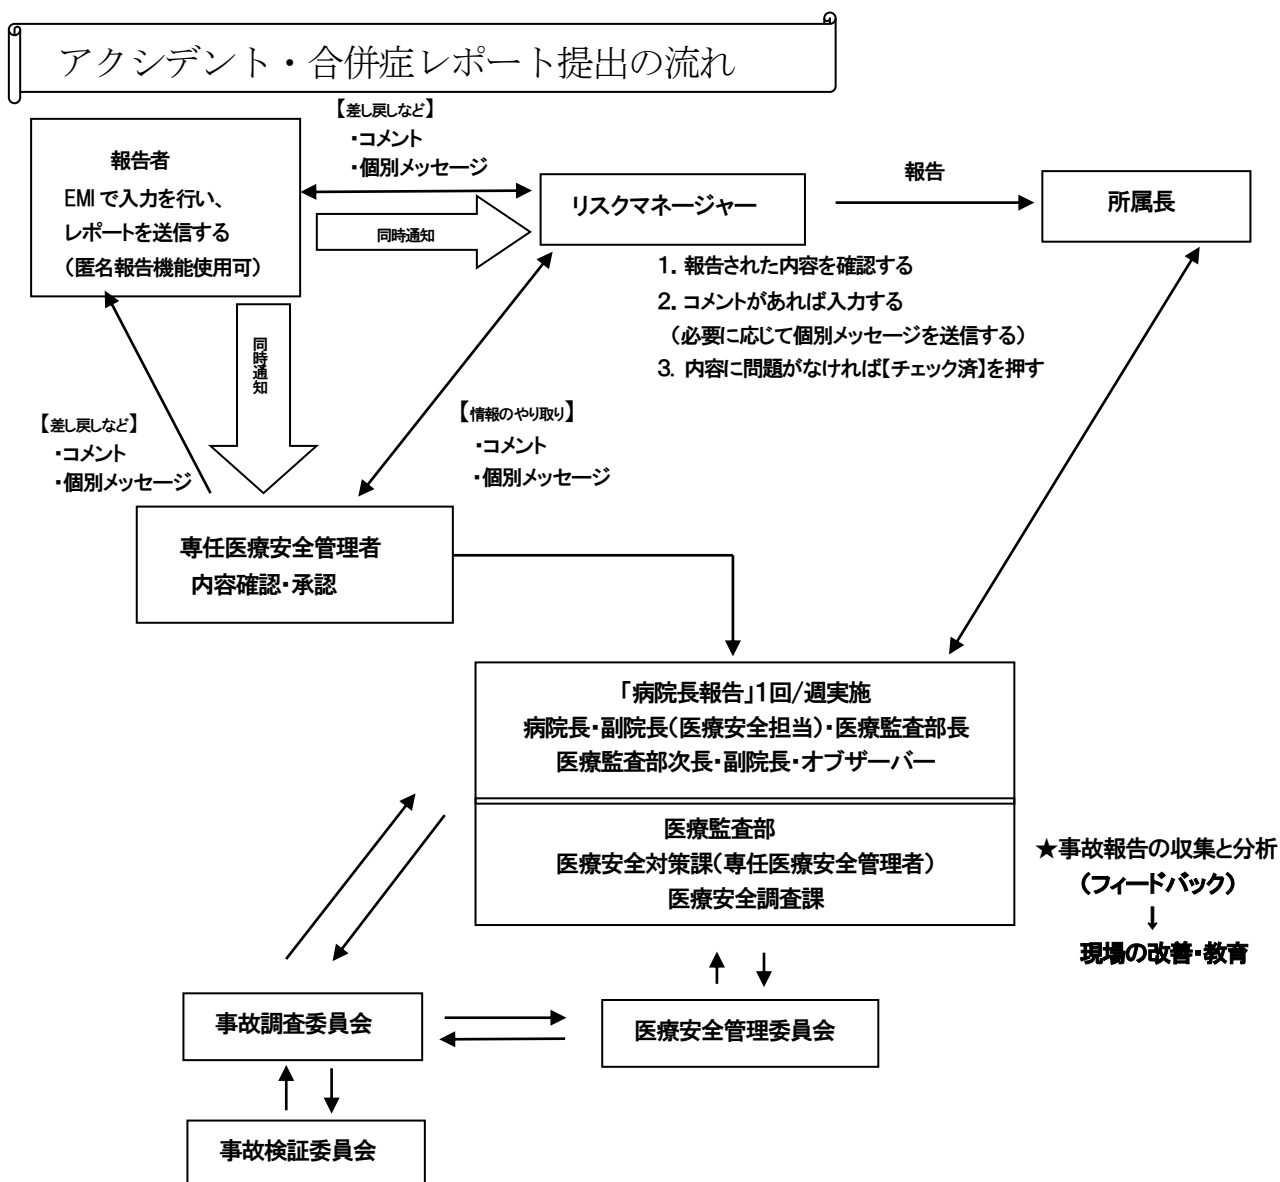 アクシデント・合併症レポート提出の流れ
【差し戻しなど】
・コメント
・個別メッセージ
報告者
EMIで入力を行い、
レポートを送信する
（匿名報告機能使用可）
同時通知
リスクマネージャー
報告
所属長
1．報告された内容を確認する
2．コメントがあれば入力する
（必要に応じて個別メッセージを送信する）
3．内容に問題がなければ【チェック済】を押す
同時通知
【差し戻しなど】
・コメント
・個別メッセージ
【情報のやり取り】
・コメント
・個別メッセージ
専任医療安全管理者
内容確認・承認
「病院長報告」1回/週実施
病院長・副院長（医療安全担当）・医療監査部長
医療監査部次長・副院長・オブザーバー
医療監査部
医療安全対策課（専任医療安全管理者）
医療安全調査課
★事故報告の収集と分析
（フィードバック）
↓
現場の改善・教育
事故調査委員会
医療安全管理委員会
事故検証委員会